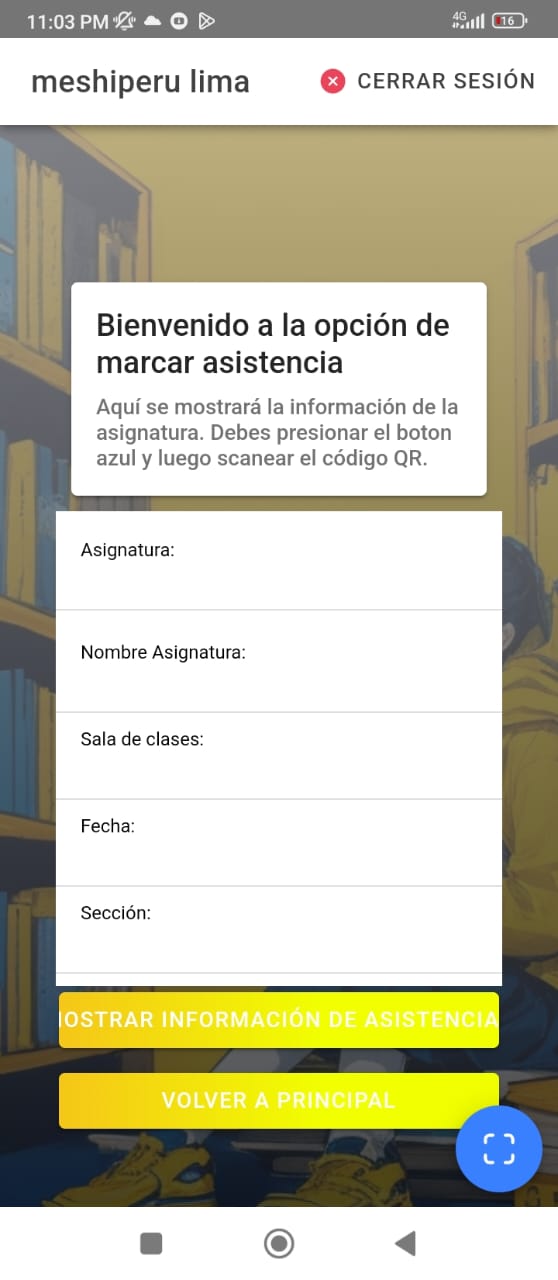 11:03 PM
4G
16
meshiperu lima
CERRAR SESIÓN
Bienvenido a la opción de
marcar asistencia
Aquí se mostrará la información de la
asignatura. Debes presionar el boton
azul y luego scanear el código QR.
Asignatura:
Nombre Asignatura:
Sala de clases:
Fecha:
Sección:
OSTRAR INFORMACIÓN DE ASISTENCIA
VOLVER A PRINCIPAL